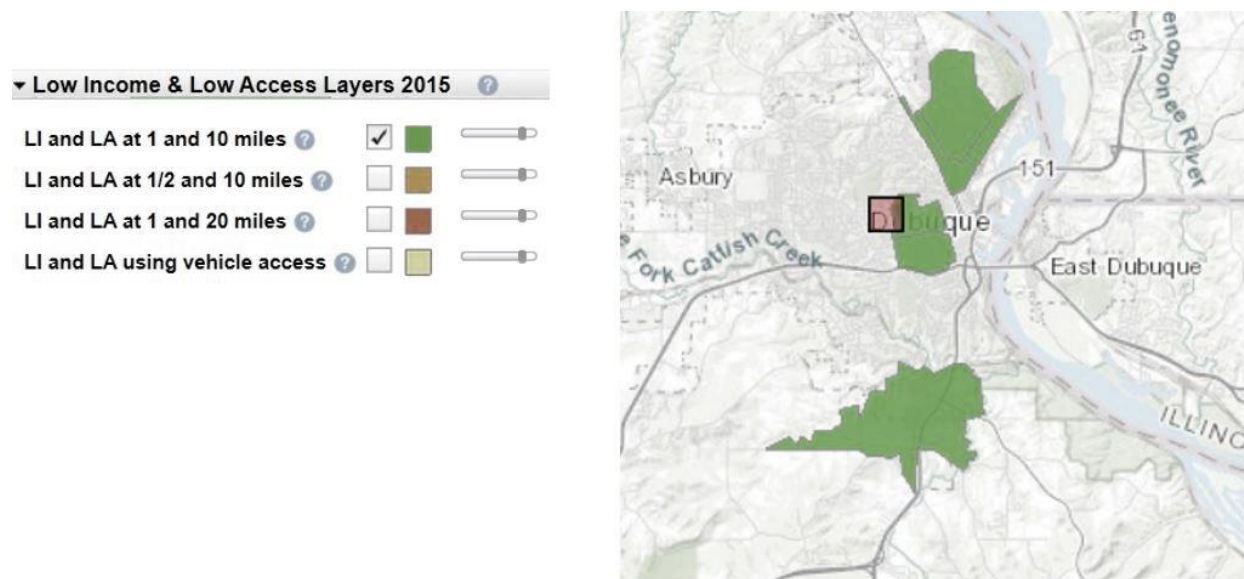 Low Income & Low Access Layers 2015 ?
LI and LA at 1 and 10 miles ?
LI and LA at 1/2 and 10 miles ?
LI and LA at 1 and 20 miles ?
LI and LA using vehicle access ?
61
enomonee River
151
Asbury
Dubuque
e Fork Catfish Creek
East Dubuque
ILLINO